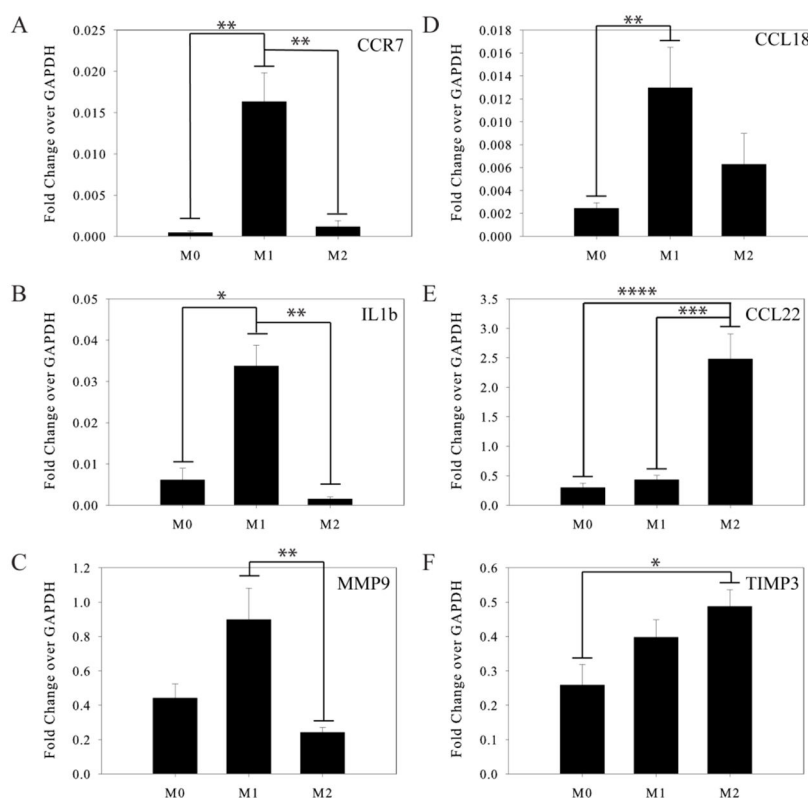 A
CCR7
**
**
Fold Change over GAPDH
0.025
0.020
0.015
0.010
0.005
0.000
M0 M1 M2
B
IL1b
*
**
Fold Change over GAPDH
0.05
0.04
0.03
0.02
0.01
0.00
M0 M1 M2
C
MMP9
**
Fold Change over GAPDH
1.2
1.0
0.8
0.6
0.4
0.2
0.0
M0 M1 M2
D
CCL18
**
Fold Change over GAPDH
0.018
0.016
0.014
0.012
0.010
0.008
0.006
0.004
0.002
0.000
M0 M1 M2
E
CCL22
****
***
Fold Change over GAPDH
3.5
3.0
2.5
2.0
1.5
1.0
0.5
0.0
M0 M1 M2
F
TIMP3
*
Fold Change over GAPDH
0.6
0.5
0.4
0.3
0.2
0.1
0.0
M0 M1 M2